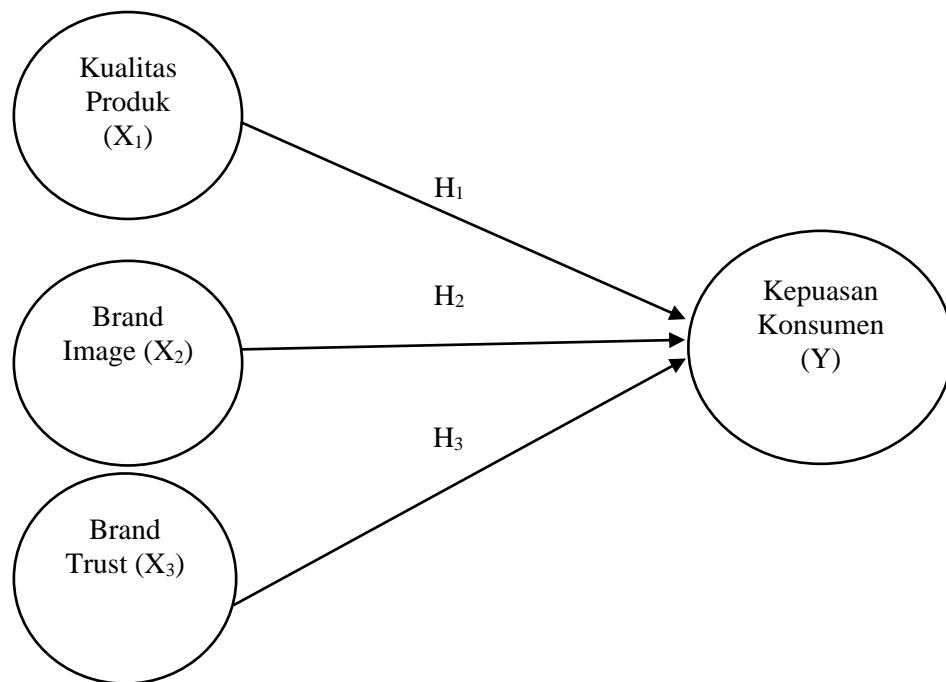 Kualitas
Produk
(X₁)
H₁
Brand
Image (X₂)
H₂
Kepuasan
Konsumen
(Y)
H₃
Brand
Trust (X₃)